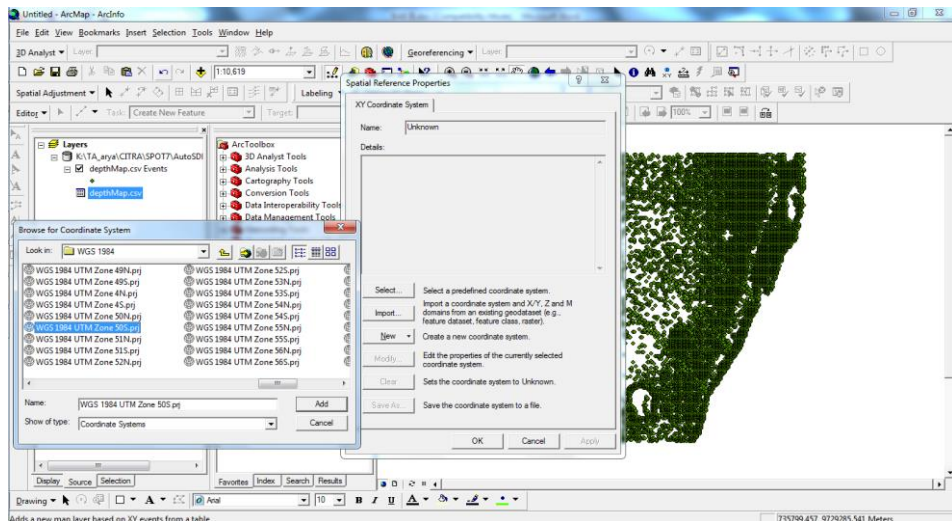 Untitled - ArcMap - ArcInfo
File Edit View Bookmarks Insert Selection Tools Window Help
3D Analyst Layer:
Georeferencing Layer:
1:10,619
Spatial Adjustment
Labeling
Editor Task: Create New Feature Target:
100%
Layers
K:\TA_arya\CITRA\SPOT7\AutoSDI
depthMap.csv Events
depthMap.csv
ArcToolbox
3D Analyst Tools
Analysis Tools
Cartography Tools
Conversion Tools
Data Interoperability Tools
Data Management Tools
Spatial Reference Properties
XY Coordinate System
Name: Unknown
Details:
Select... Select a predefined coordinate system.
Import... Import a coordinate system and X/Y, Z and M
domains from an existing geodataset (e.g.,
feature dataset, feature class, raster).
New Create a new coordinate system.
Modify... Edit the properties of the currently selected
coordinate system.
Clear Sets the coordinate system to Unknown.
Save As... Save the coordinate system to a file.
OK Cancel Apply
Browse for Coordinate System
Look in: WGS 1984
WGS 1984 UTM Zone 49N.prj
WGS 1984 UTM Zone 49S.prj
WGS 1984 UTM Zone 4N.prj
WGS 1984 UTM Zone 4S.prj
WGS 1984 UTM Zone 50N.prj
WGS 1984 UTM Zone 50S.prj
WGS 1984 UTM Zone 51N.prj
WGS 1984 UTM Zone 51S.prj
WGS 1984 UTM Zone 52N.prj
WGS 1984 UTM Zone 52S.prj
WGS 1984 UTM Zone 53N.prj
WGS 1984 UTM Zone 53S.prj
WGS 1984 UTM Zone 54N.prj
WGS 1984 UTM Zone 54S.prj
WGS 1984 UTM Zone 55N.prj
WGS 1984 UTM Zone 55S.prj
WGS 1984 UTM Zone 56N.prj
WGS 1984 UTM Zone 56S.prj
Name: WGS 1984 UTM Zone 50S.prj
Add
Show of type: Coordinate Systems
Cancel
Display Source Selection
Favorites Index Search Results
Drawing A Arial 10 B I U A
Adds a new map layer based on XY events from a table
735799,457 9729285,541 Meters